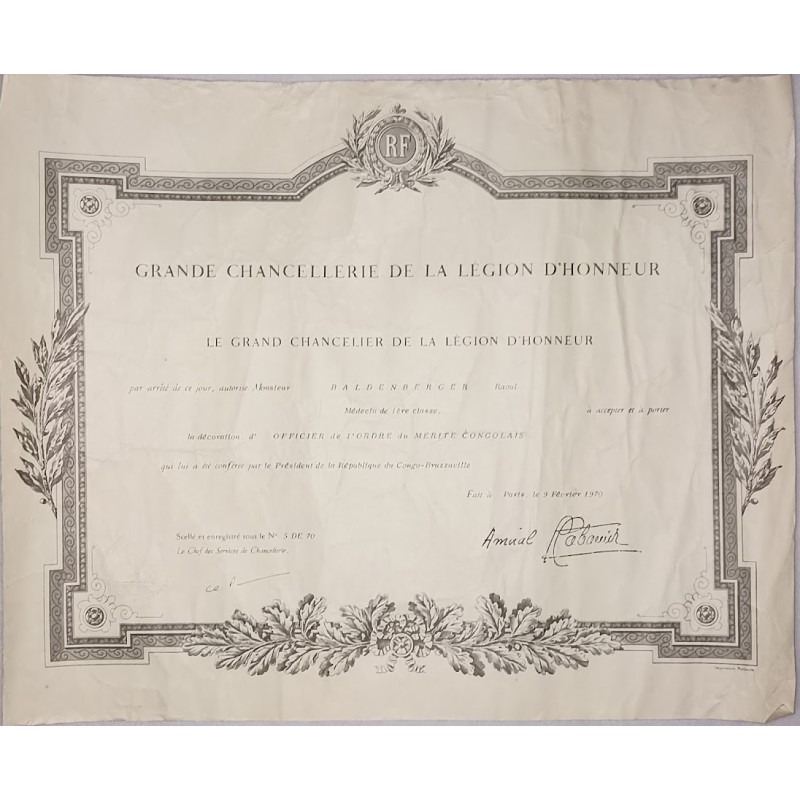 RF
GRANDE CHANCELLERIE DE LA LÉGION D'HONNEUR
LE GRAND CHANCELIER DE LA LÉGION D'HONNEUR
par arrêté de ce jour, autorise Monsieur BALDENBERGER Raoul
Médecin de 1ère classe, à accepter et à porter
la décoration d' OFFICIER de l'ORDRE du MERITE CONGOLAIS
qui lui a été conférée par le Président de la République du Congo-Brazzaville
Fait à Paris, le 9 Février 1970
Scellé et enregistré sous le N° 5 DE 70
Le Chef des Services de Chancellerie,
Amiral Cabanier